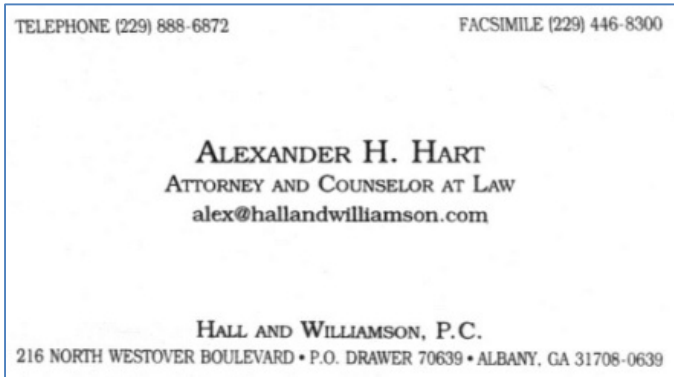 TELEPHONE (229) 888-6872 FACSIMILE (229) 446-8300
ALEXANDER H. HART
ATTORNEY AND COUNSELOR AT LAW
alex@hallandwilliamson.com
HALL AND WILLIAMSON, P.C.
216 NORTH WESTOVER BOULEVARD • P.O. DRAWER 70639 • ALBANY, GA 31708-0639